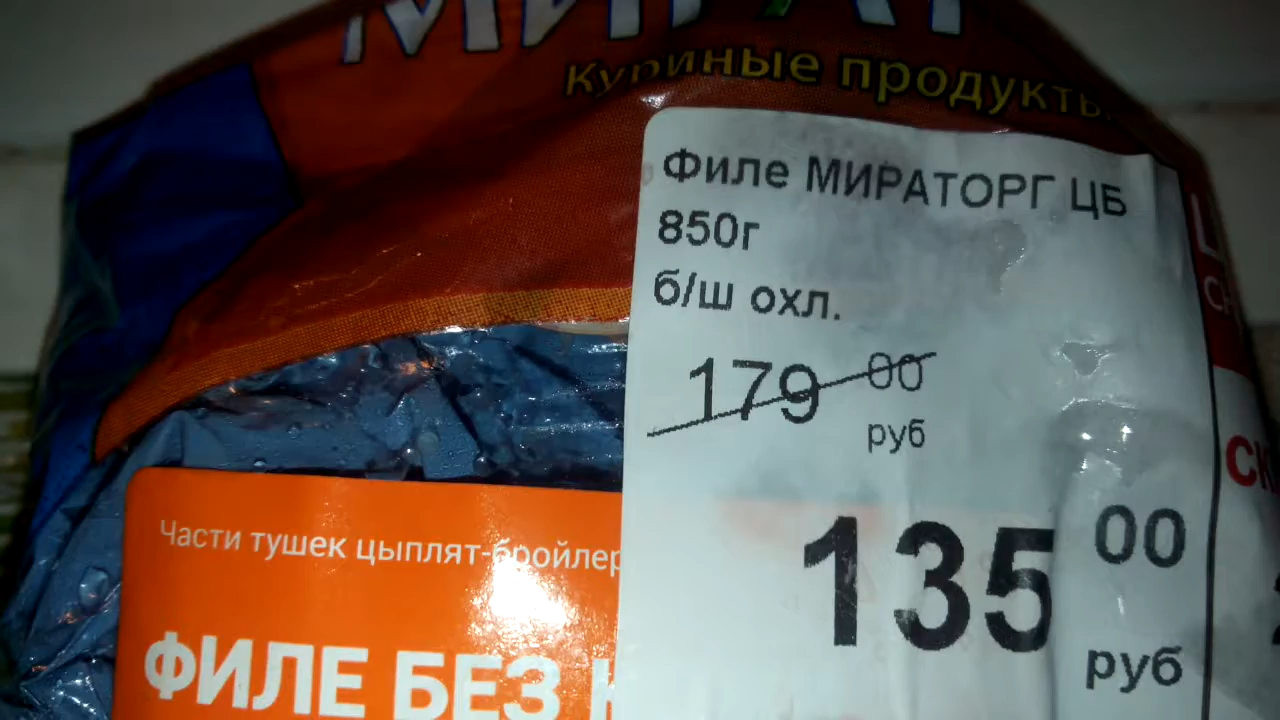 Куриные продукты
Филе МИРАТОРГ ЦБ
850г
б/ш охл.
179 00
руб
135 00
руб
Части тушек цыплят-бройлер
ФИЛЕ БЕЗ